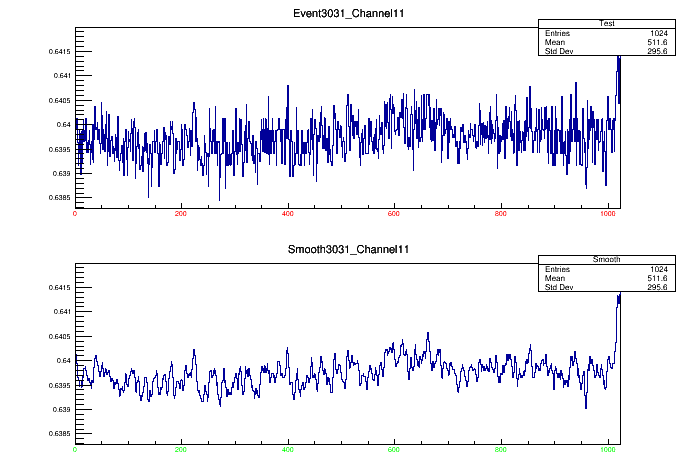 Event3031_Channel11
Test
Entries 1024
Mean 511.6
Std Dev 295.6
0.6415
0.641
0.6405
0.64
0.6395
0.639
0.6385
0 200 400 600 800 1000
Smooth3031_Channel11
Smooth
Entries 1024
Mean 511.6
Std Dev 295.6
0.6415
0.641
0.6405
0.64
0.6395
0.639
0.6385
0 200 400 600 800 1000